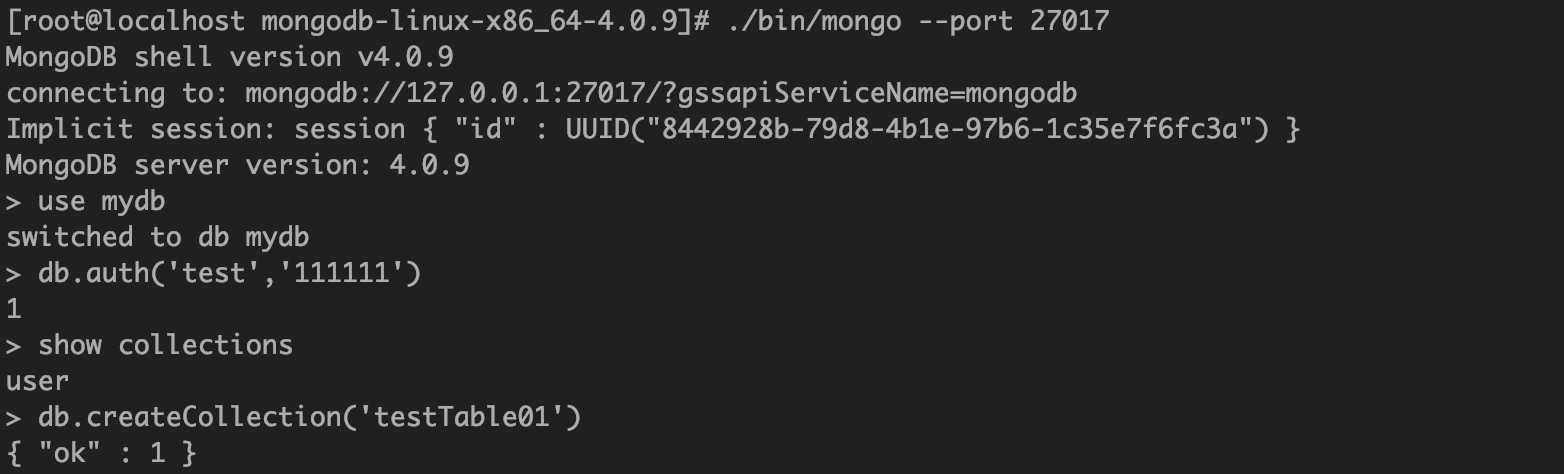 [root@localhost mongodb-linux-x86_64-4.0.9]# ./bin/mongo --port 27017
MongoDB shell version v4.0.9
connecting to: mongodb://127.0.0.1:27017/?gssapiServiceName=mongodb
Implicit session: session { "id" : UUID("8442928b-79d8-4b1e-97b6-1c35e7f6fc3a") }
MongoDB server version: 4.0.9
> use mydb
switched to db mydb
> db.auth('test','111111')
1
> show collections
user
> db.createCollection('testTable01')
{ "ok" : 1 }